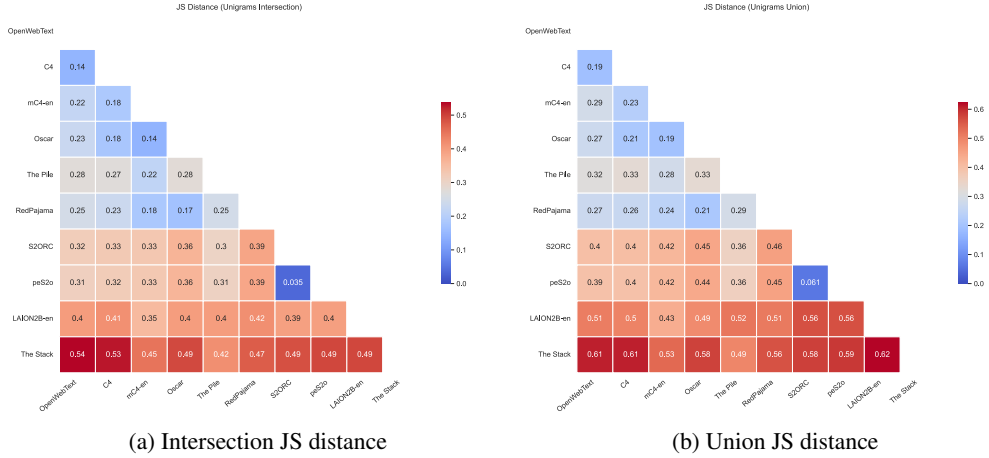 JS Distance (Unigrams Intersection)
OpenWebText
C4 0.14
mC4-en 0.22 0.18
Oscar 0.23 0.18 0.14
The Pile 0.28 0.27 0.22 0.28
RedPajama 0.25 0.23 0.18 0.17 0.25
S2ORC 0.32 0.33 0.33 0.36 0.3 0.39
peS2o 0.31 0.32 0.33 0.36 0.31 0.39 0.035
LAION2B-en 0.4 0.41 0.35 0.4 0.4 0.42 0.39 0.4
The Stack 0.54 0.53 0.45 0.49 0.42 0.47 0.49 0.49 0.49
OpenWebText C4 mC4-en Oscar The Pile RedPajama S2ORC peS2o LAION2B-en The Stack
0.5
0.4
0.3
0.2
0.1
0.0
(a) Intersection JS distance
JS Distance (Unigrams Union)
OpenWebText
C4 0.19
mC4-en 0.29 0.23
Oscar 0.27 0.21 0.19
The Pile 0.32 0.33 0.28 0.33
RedPajama 0.27 0.26 0.24 0.21 0.29
S2ORC 0.4 0.4 0.42 0.45 0.36 0.46
peS2o 0.39 0.4 0.42 0.44 0.36 0.45 0.061
LAION2B-en 0.51 0.5 0.43 0.49 0.52 0.51 0.56 0.56
The Stack 0.61 0.61 0.53 0.58 0.49 0.56 0.58 0.59 0.62
OpenWebText C4 mC4-en Oscar The Pile RedPajama S2ORC peS2o LAION2B-en The Stack
0.6
0.5
0.4
0.3
0.2
0.1
0.0
(b) Union JS distance